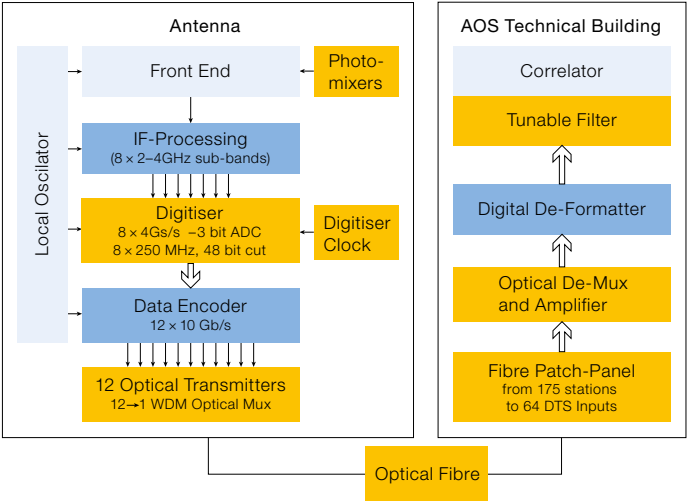 Antenna
Local Oscilator
Front End
Photo-
mixers
IF-Processing
(8 × 2–4GHz sub-bands)
Digitiser
8 × 4Gs/s –3 bit ADC
8 × 250 MHz, 48 bit cut
Digitiser
Clock
Data Encoder
12 × 10 Gb/s
12 Optical Transmitters
12→1 WDM Optical Mux
AOS Technical Building
Correlator
Tunable Filter
Digital De-Formatter
Optical De-Mux
and Amplifier
Fibre Patch-Panel
from 175 stations
to 64 DTS Inputs
Optical Fibre